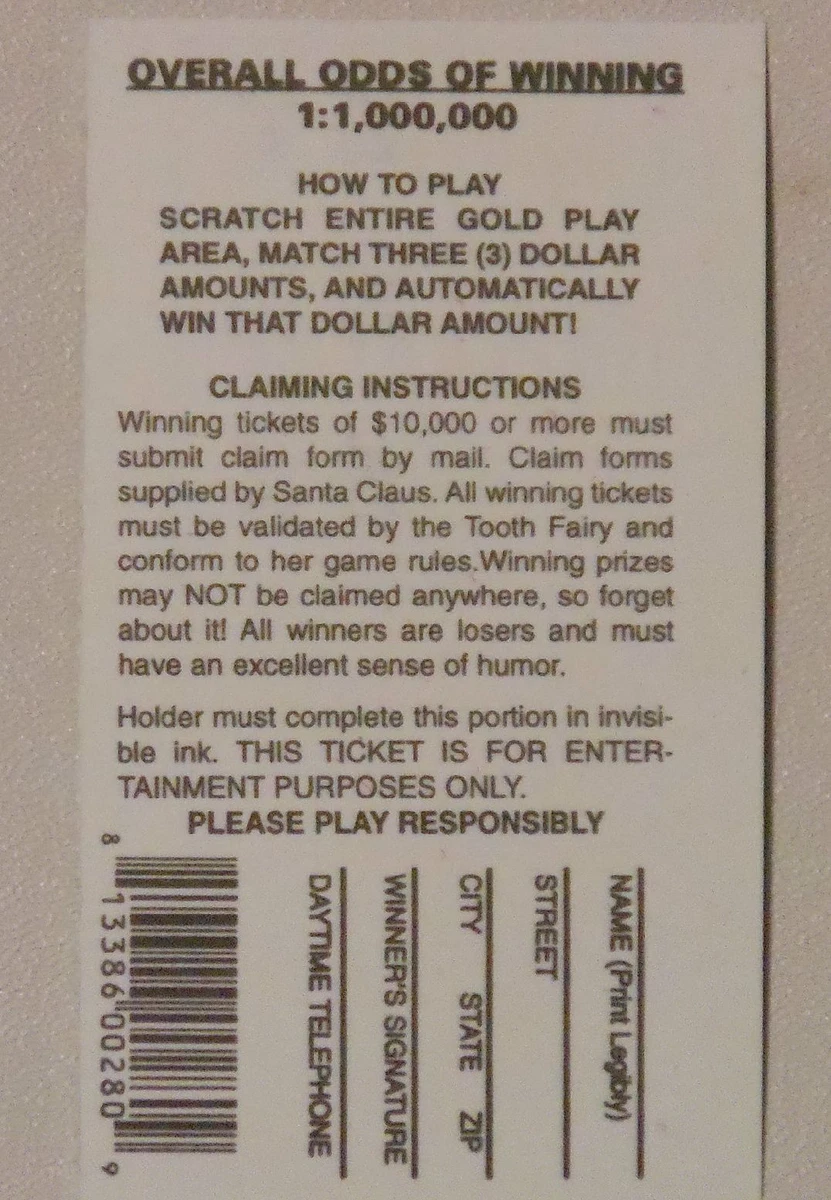 OVERALL ODDS OF WINNING
1:1,000,000
HOW TO PLAY
SCRATCH ENTIRE GOLD PLAY
AREA, MATCH THREE (3) DOLLAR
AMOUNTS, AND AUTOMATICALLY
WIN THAT DOLLAR AMOUNT!
CLAIMING INSTRUCTIONS
Winning tickets of $10,000 or more must
submit claim form by mail. Claim forms
supplied by Santa Claus. All winning tickets
must be validated by the Tooth Fairy and
conform to her game rules.Winning prizes
may NOT be claimed anywhere, so forget
about it! All winners are losers and must
have an excellent sense of humor.
Holder must complete this portion in invisi-
ble ink. THIS TICKET IS FOR ENTER-
TAINMENT PURPOSES ONLY.
PLEASE PLAY RESPONSIBLY
NAME (Print Legibly)
STREET
CITY STATE ZIP
WINNER'S SIGNATURE
DAYTIME TELEPHONE
8 13386 00280 9